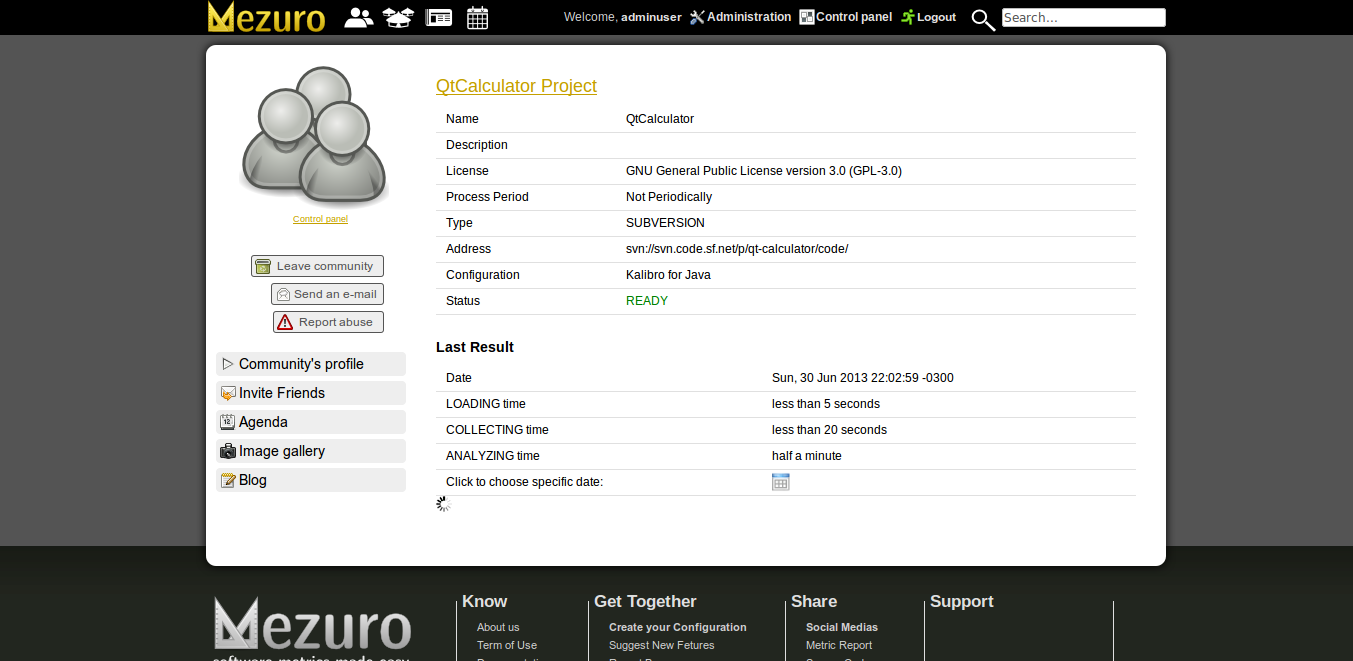 Mezuro
Welcome, adminuser Administration Control panel Logout Search...
QtCalculator Project
Name QtCalculator
Description
License GNU General Public License version 3.0 (GPL-3.0)
Process Period Not Periodically
Type SUBVERSION
Address svn://svn.code.sf.net/p/qt-calculator/code/
Configuration Kalibro for Java
Status READY
Control panel
Leave community
Send an e-mail
Report abuse
Community's profile
Invite Friends
Agenda
Image gallery
Blog
Last Result
Date Sun, 30 Jun 2013 22:02:59 -0300
LOADING time less than 5 seconds
COLLECTING time less than 20 seconds
ANALYZING time half a minute
Click to choose specific date:
Mezuro
software metrics made easy
Know
About us
Term of Use
Get Together
Create your Configuration
Suggest New Fetures
Share
Social Medias
Metric Report
Support